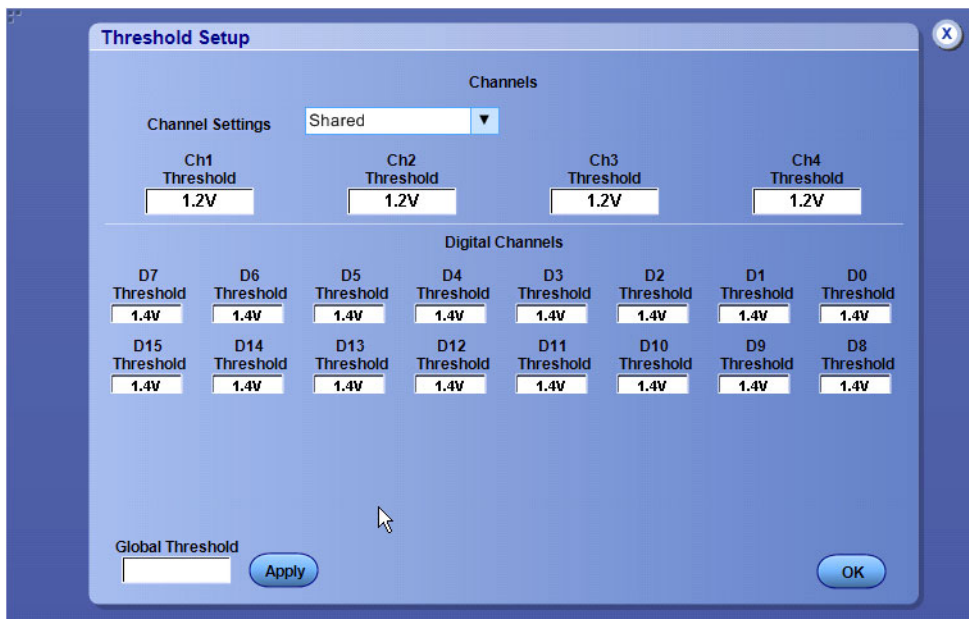 Threshold Setup
X
Channels
Channel Settings Shared ▼
Ch1 Ch2 Ch3 Ch4
Threshold Threshold Threshold Threshold
1.2V 1.2V 1.2V 1.2V
Digital Channels
D7 D6 D5 D4 D3 D2 D1 D0
Threshold Threshold Threshold Threshold Threshold Threshold Threshold Threshold
1.4V 1.4V 1.4V 1.4V 1.4V 1.4V 1.4V 1.4V
D15 D14 D13 D12 D11 D10 D9 D8
Threshold Threshold Threshold Threshold Threshold Threshold Threshold Threshold
1.4V 1.4V 1.4V 1.4V 1.4V 1.4V 1.4V 1.4V
Global Threshold
Apply OK